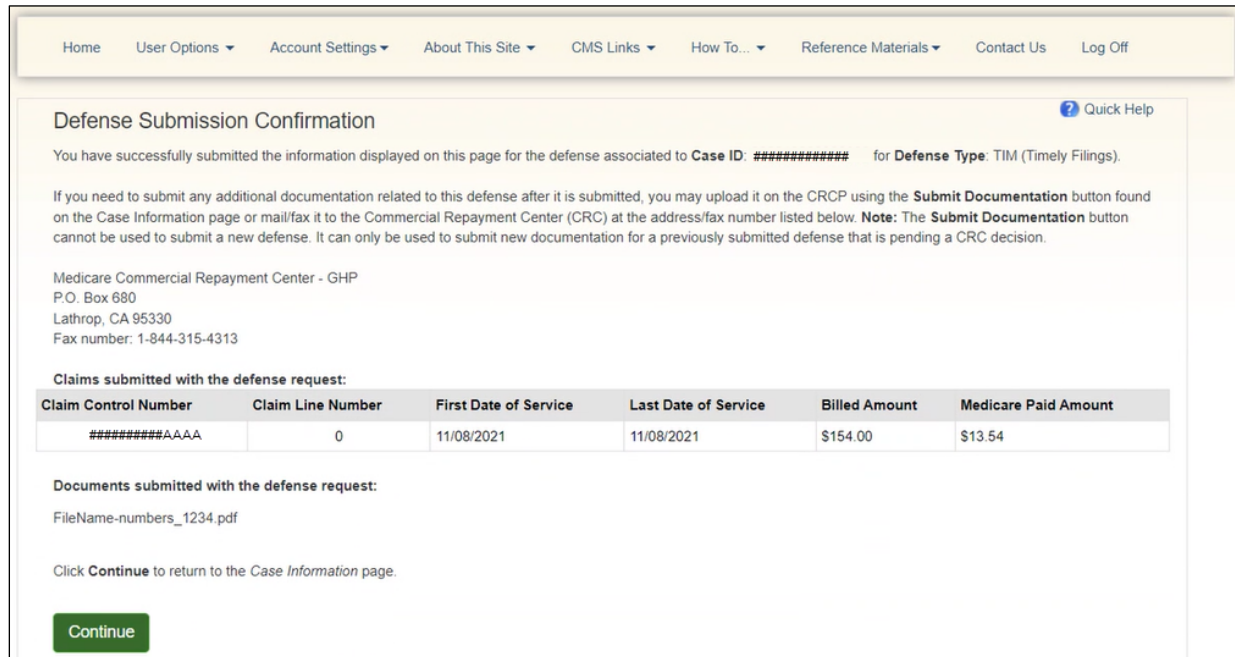 Home User Options Account Settings About This Site CMS Links How To... Reference Materials Contact Us Log Off
Quick Help
Defense Submission Confirmation
You have successfully submitted the information displayed on this page for the defense associated to Case ID: ############# for Defense Type: TIM (Timely Filings).
If you need to submit any additional documentation related to this defense after it is submitted, you may upload it on the CRCP using the Submit Documentation button found
on the Case Information page or mail/fax it to the Commercial Repayment Center (CRC) at the address/fax number listed below. Note: The Submit Documentation button
cannot be used to submit a new defense. It can only be used to submit new documentation for a previously submitted defense that is pending a CRC decision.
Medicare Commercial Repayment Center - GHP
P.O. Box 680
Lathrop, CA 95330
Fax number: 1-844-315-4313
Claims submitted with the defense request:
Claim Control Number Claim Line Number First Date of Service Last Date of Service Billed Amount Medicare Paid Amount
##########AAAA 0 11/08/2021 11/08/2021 $154.00 $13.54
Documents submitted with the defense request:
FileName-numbers_1234.pdf
Click Continue to return to the Case Information page.
Continue